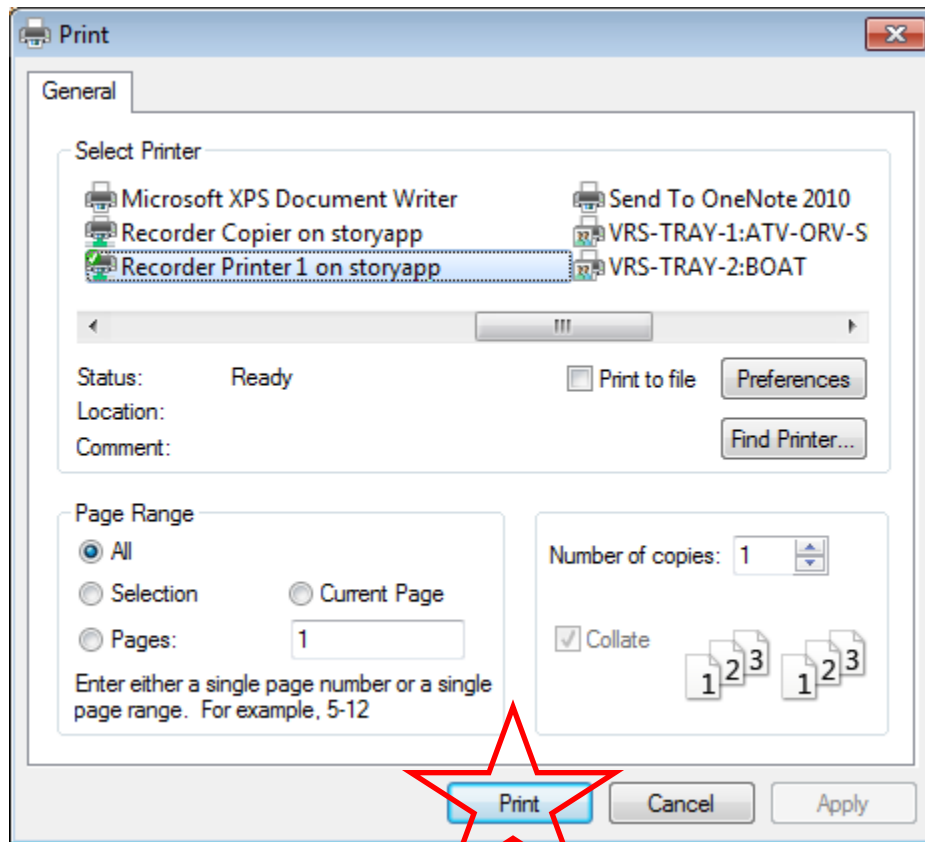 Print
General
Select Printer
Microsoft XPS Document Writer
Send To OneNote 2010
Recorder Copier on storyapp
VRS-TRAY-1:ATV-ORV-S
Recorder Printer 1 on storyapp
VRS-TRAY-2:BOAT
Status: Ready
Print to file
Preferences
Location:
Comment:
Find Printer...
Page Range
All
Selection
Current Page
Pages: 1
Enter either a single page number or a single
page range. For example, 5-12
Number of copies: 1
Collate
1 2 3 1 2 3
Print
Cancel
Apply